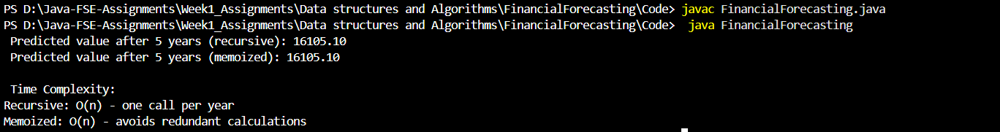 PS D:\Java-FSE-Assignments\Week1_Assignments\Data structures and Algorithms\FinancialForecasting\Code> javac FinancialForecasting.java
PS D:\Java-FSE-Assignments\Week1_Assignments\Data structures and Algorithms\FinancialForecasting\Code>  java FinancialForecasting
 Predicted value after 5 years (recursive): 16105.10
 Predicted value after 5 years (memoized): 16105.10

 Time Complexity:
Recursive: O(n) - one call per year
Memoized: O(n) - avoids redundant calculations